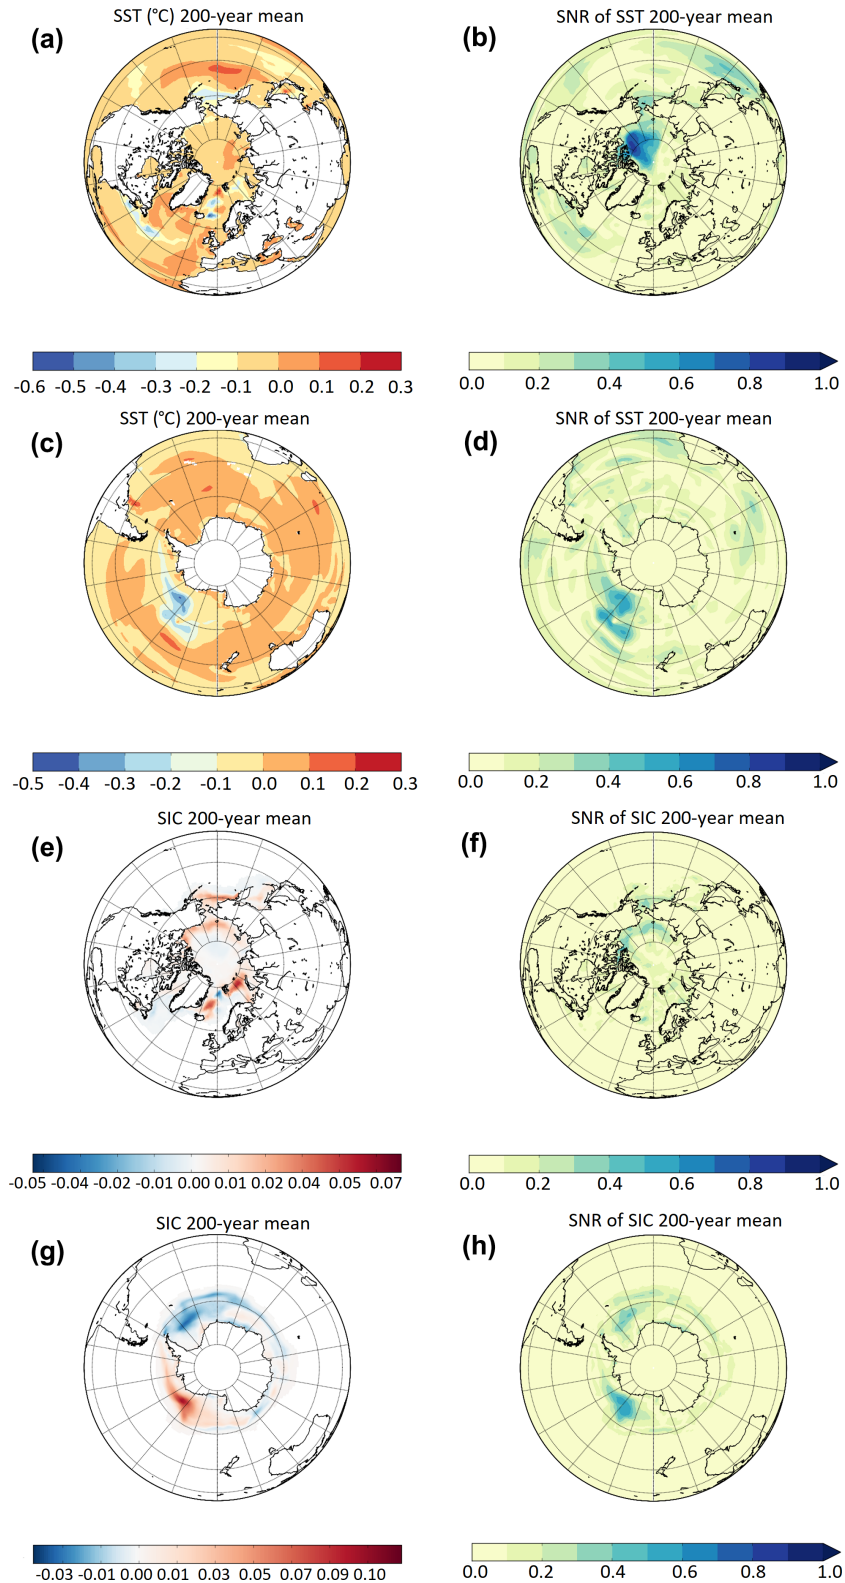 SST (°C) 200-year mean
SNR of SST 200-year mean
(a)
(b)
-0.6 -0.5 -0.4 -0.3 -0.2 -0.1 0.0 0.1 0.2 0.3
0.0 0.2 0.4 0.6 0.8 1.0
SST (°C) 200-year mean
SNR of SST 200-year mean
(c)
(d)
-0.5 -0.4 -0.3 -0.2 -0.1 0.0 0.1 0.2 0.3
0.0 0.2 0.4 0.6 0.8 1.0
SIC 200-year mean
SNR of SIC 200-year mean
(e)
(f)
-0.05 -0.04 -0.02 -0.01 0.00 0.01 0.02 0.04 0.05 0.07
0.0 0.2 0.4 0.6 0.8 1.0
SIC 200-year mean
SNR of SIC 200-year mean
(g)
(h)
-0.03 -0.01 0.00 0.01 0.03 0.05 0.07 0.09 0.10
0.0 0.2 0.4 0.6 0.8 1.0